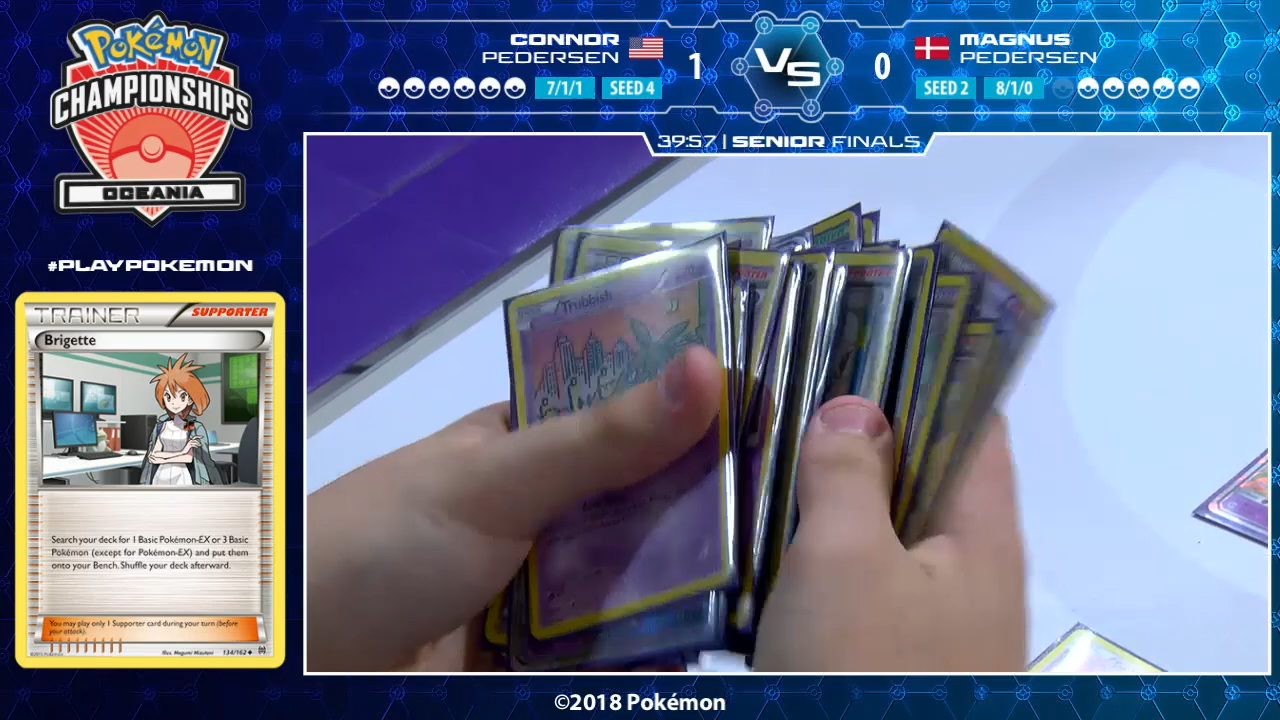 POKÉMON
CHAMPIONSHIPS
OCEANIA
#PLAYPOKEMON
CONNOR
PEDERSEN
7/1/1
SEED 4
1
VS
0
MAGNUS
PEDERSEN
SEED 2
8/1/0
39:57 | SENIOR FINALS
TRAINER
SUPPORTER
Brigette
Search your deck for 1 Basic Pokémon-EX or 3 Basic
Pokémon (except for Pokémon-EX) and put them
onto your Bench. Shuffle your deck afterward.
You may play only 1 Supporter card during your turn (before
your attack).
Illus. Megumi Mizutani
134/162
Trubbish
©2018 Pokémon